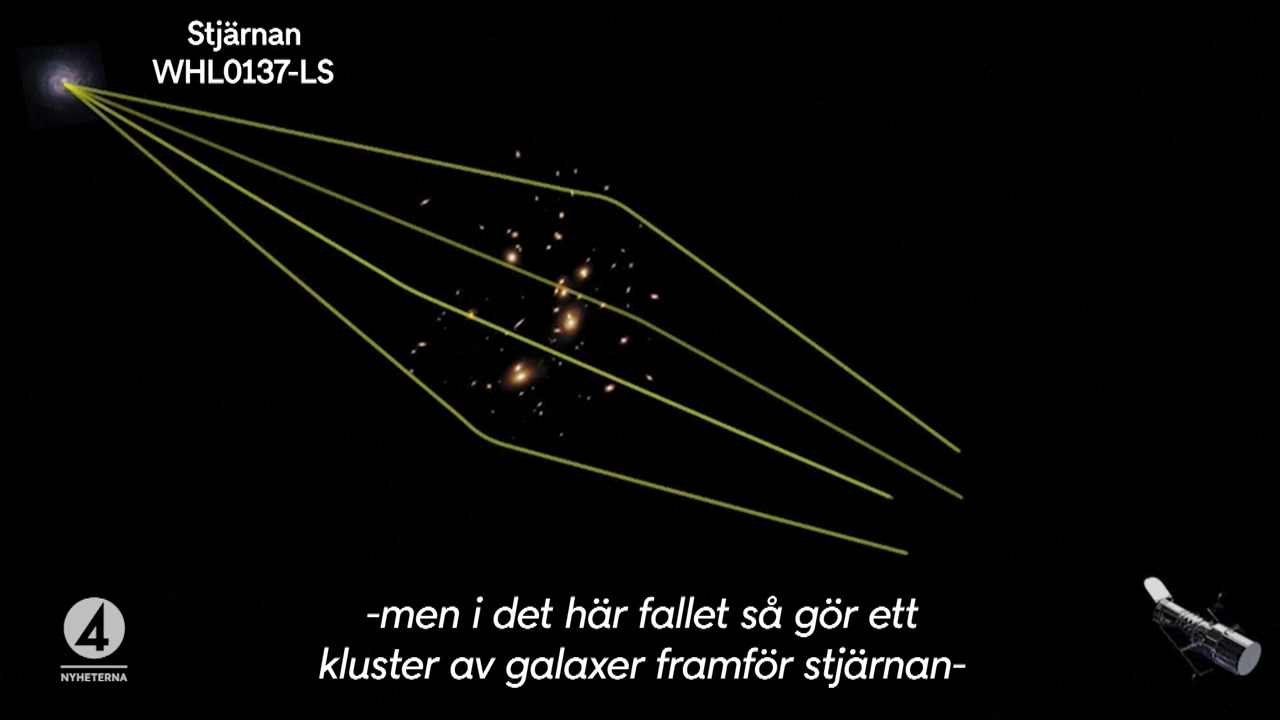 Stjärnan
WHL0137-LS
-men i det här fallet så gör ett
kluster av galaxer framför stjärnan-
4
NYHETERNA